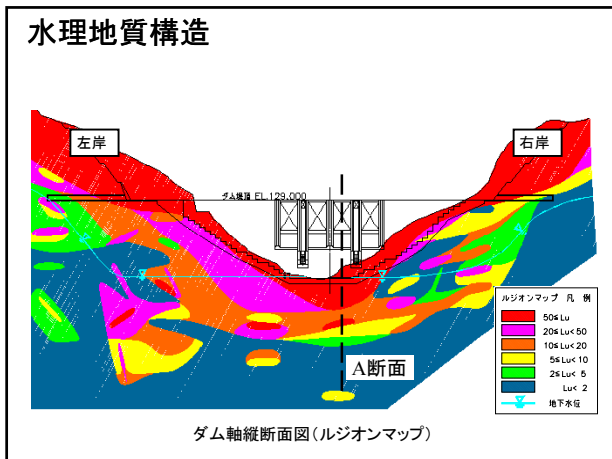 水理地質構造
左岸
右岸
ダム堤頂 EL.129.000
A断面
ルジオンマップ 凡 例
50≦Lu
20≦Lu<50
10≦Lu<20
5≦Lu<10
2≦Lu< 5
Lu< 2
地下水位
ダム軸縦断面図(ルジオンマップ)